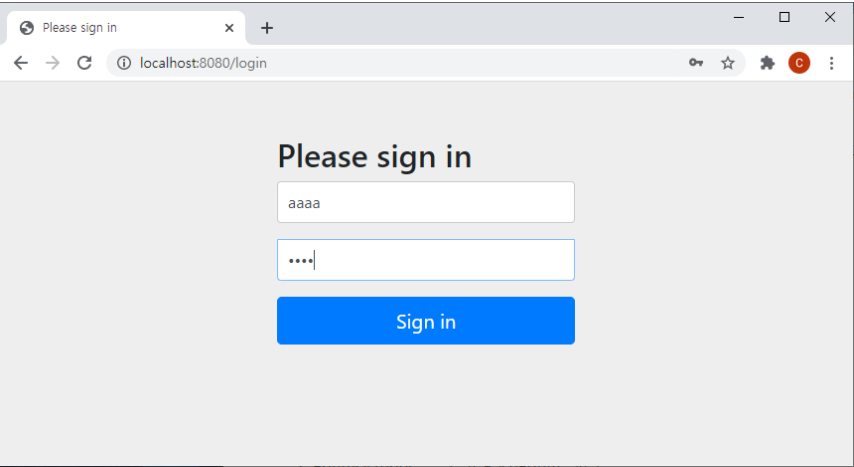 Please sign in
localhost:8080/login
C
Please sign in
aaaa
••••
Sign in